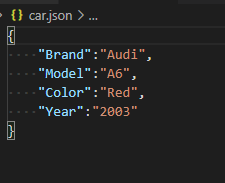 > {} car.json > ...
{
"Brand":"Audi",
"Model":"A6",
"Color":"Red",
"Year":"2003"
}